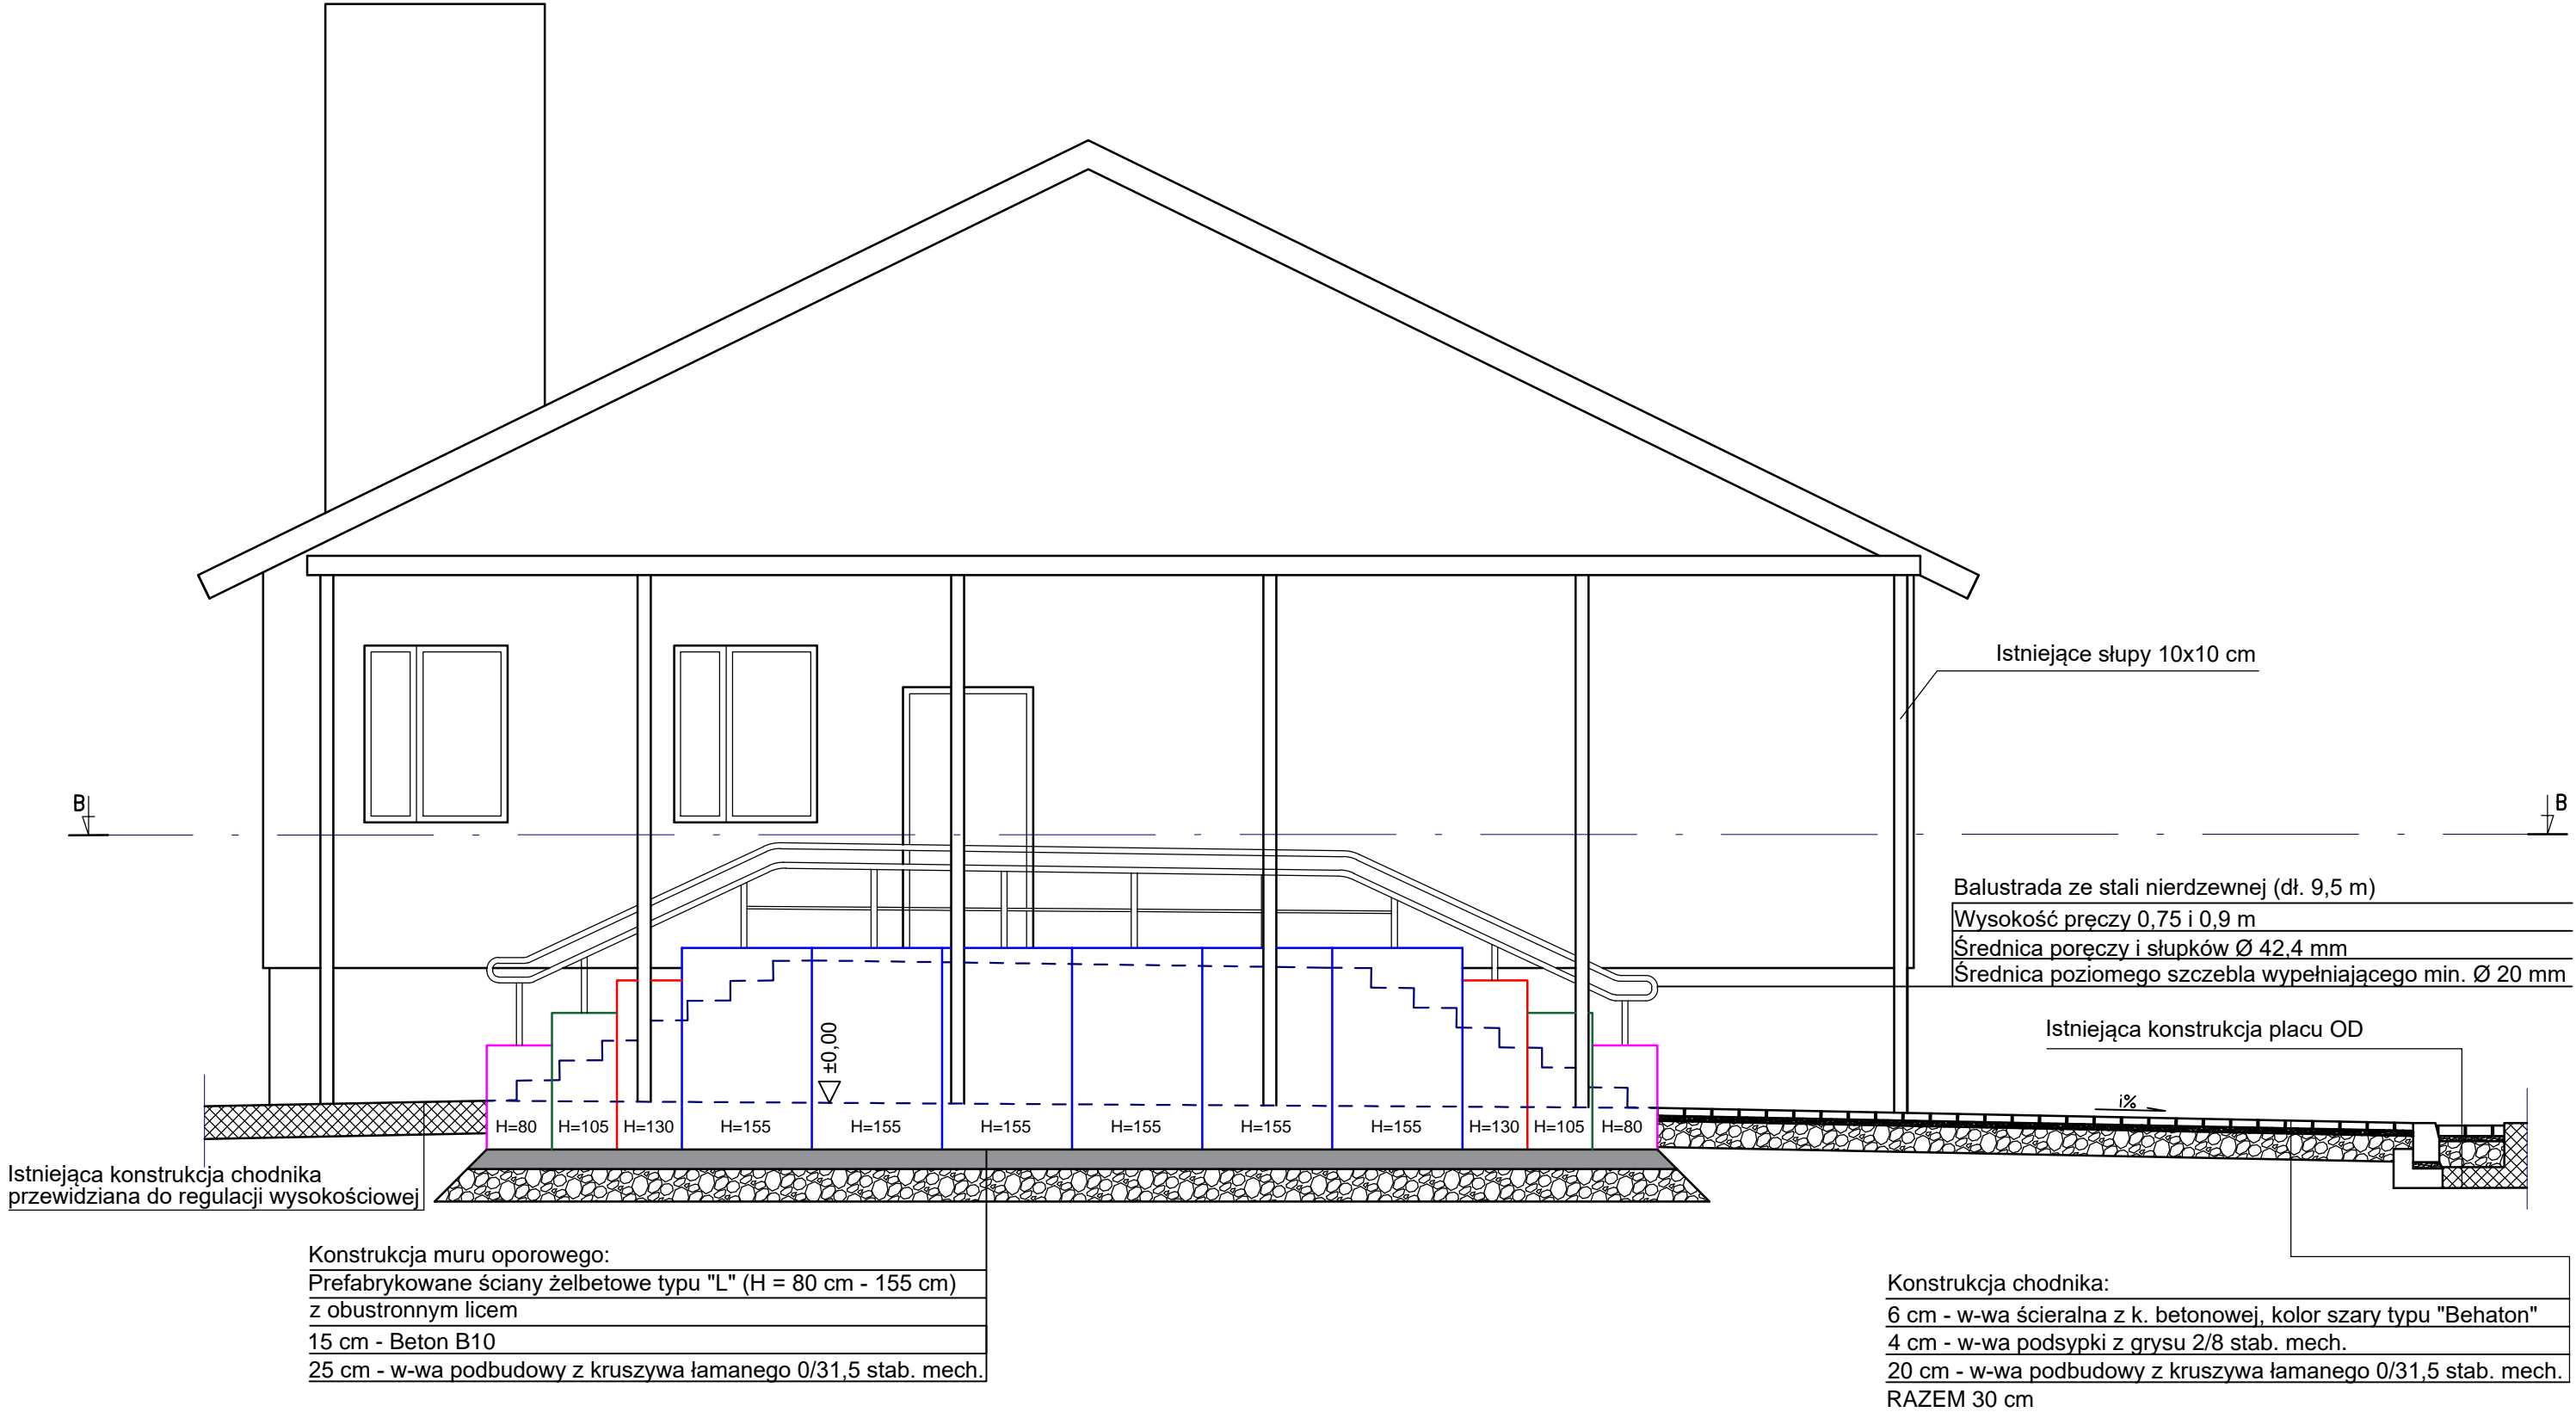 Istniejące słupy 10x10 cm
B
B
Balustrada ze stali nierdzewnej (dł. 9,5 m)
Wysokość pręczy 0,75 i 0,9 m
Średnica poręczy i słupków Ø 42,4 mm
Średnica poziomego szczebla wypełniającego min. Ø 20 mm
Istniejąca konstrukcja placu OD
±0,00
i%
H=80
H=105
H=130
H=155
H=155
H=155
H=155
H=155
H=155
H=130
H=105
H=80
Istniejąca konstrukcja chodnika
przewidziana do regulacji wysokościowej
Konstrukcja muru oporowego:
Prefabrykowane ściany żelbetowe typu "L" (H = 80 cm - 155 cm)
z obustronnym licem
15 cm - Beton B10
25 cm - w-wa podbudowy z kruszywa łamanego 0/31,5 stab. mech.
Konstrukcja chodnika:
6 cm - w-wa ścieralna z k. betonowej, kolor szary typu "Behaton"
4 cm - w-wa podsypki z grysu 2/8 stab. mech.
20 cm - w-wa podbudowy z kruszywa łamanego 0/31,5 stab. mech.
RAZEM 30 cm